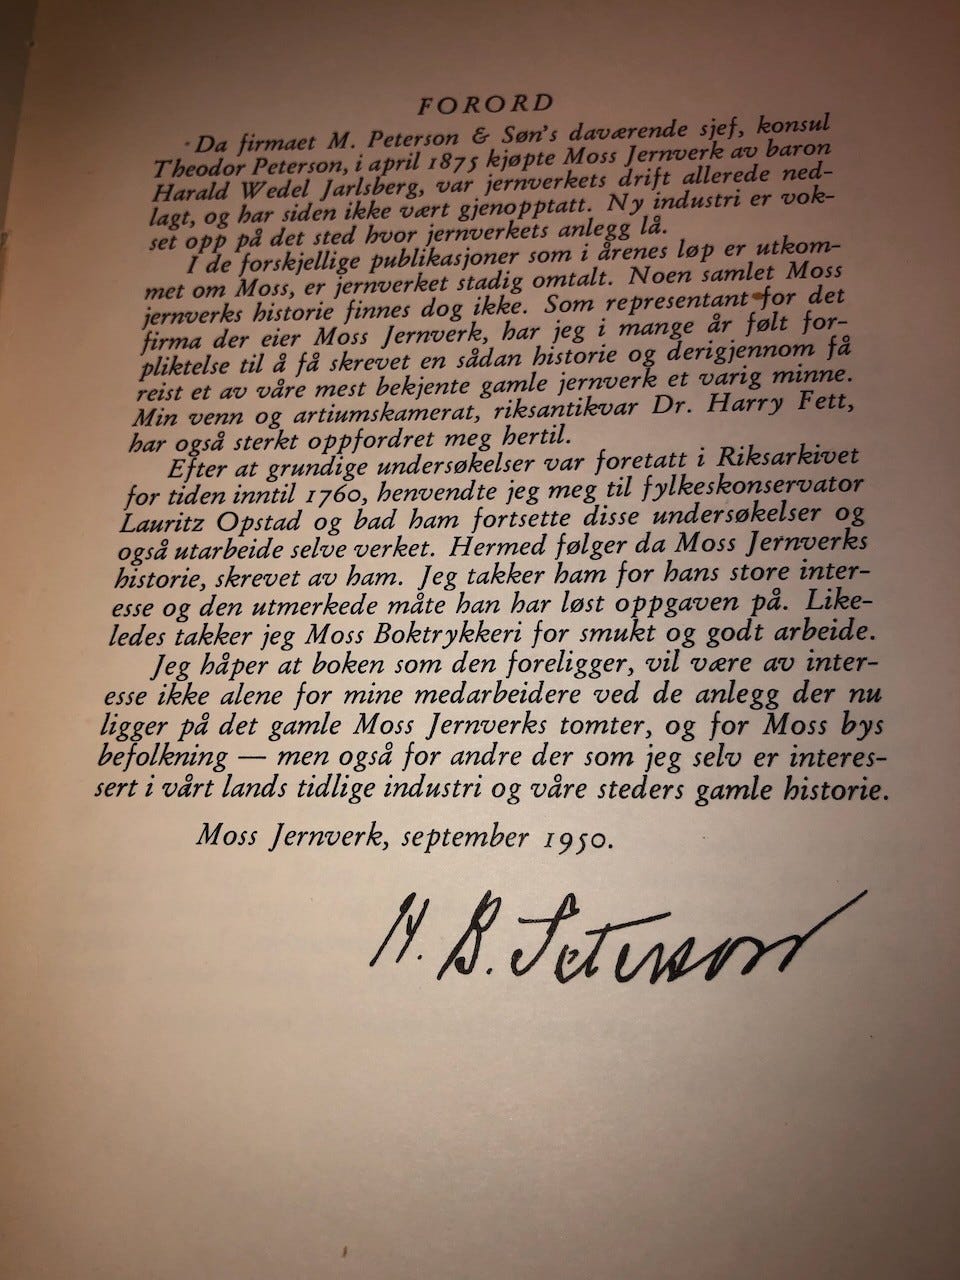 FORORD
Da firmaet M. Peterson & Søn's daværende sjef, konsul
Theodor Peterson, i april 1875 kjøpte Moss Jernverk av baron
Harald Wedel Jarlsberg, var jernverkets drift allerede ned-
lagt, og har siden ikke vært gjenopptatt. Ny industri er vok-
set opp på det sted hvor jernverkets anlegg lå.
I de forskjellige publikasjoner som i årenes løp er utkom-
met om Moss, er jernverket stadig omtalt. Noen samlet Moss
jernverks historie finnes dog ikke. Som representant for det
firma der eier Moss Jernverk, har jeg i mange år følt for-
pliktelse til å få skrevet en sådan historie og derigjennom få
reist et av våre mest bekjente gamle jernverk et varig minne.
Min venn og artiumskamerat, riksantikvar Dr. Harry Fett,
har også sterkt oppfordret meg hertil.
Efter at grundige undersøkelser var foretatt i Riksarkivet
for tiden inntil 1760, henvendte jeg meg til fylkeskonservator
Lauritz Opstad og bad ham fortsette disse undersøkelser og
også utarbeide selve verket. Hermed følger da Moss Jernverks
historie, skrevet av ham. Jeg takker ham for hans store inter-
esse og den utmerkede måte han har løst oppgaven på. Like-
ledes takker jeg Moss Boktrykkeri for smukt og godt arbeide.
Jeg håper at boken som den foreligger, vil være av inter-
esse ikke alene for mine medarbeidere ved de anlegg der nu
ligger på det gamle Moss Jernverks tomter, og for Moss bys
befolkning — men også for andre der som jeg selv er interes-
sert i vårt lands tidlige industri og våre steders gamle historie.
Moss Jernverk, september 1950.
H. B. Peterson